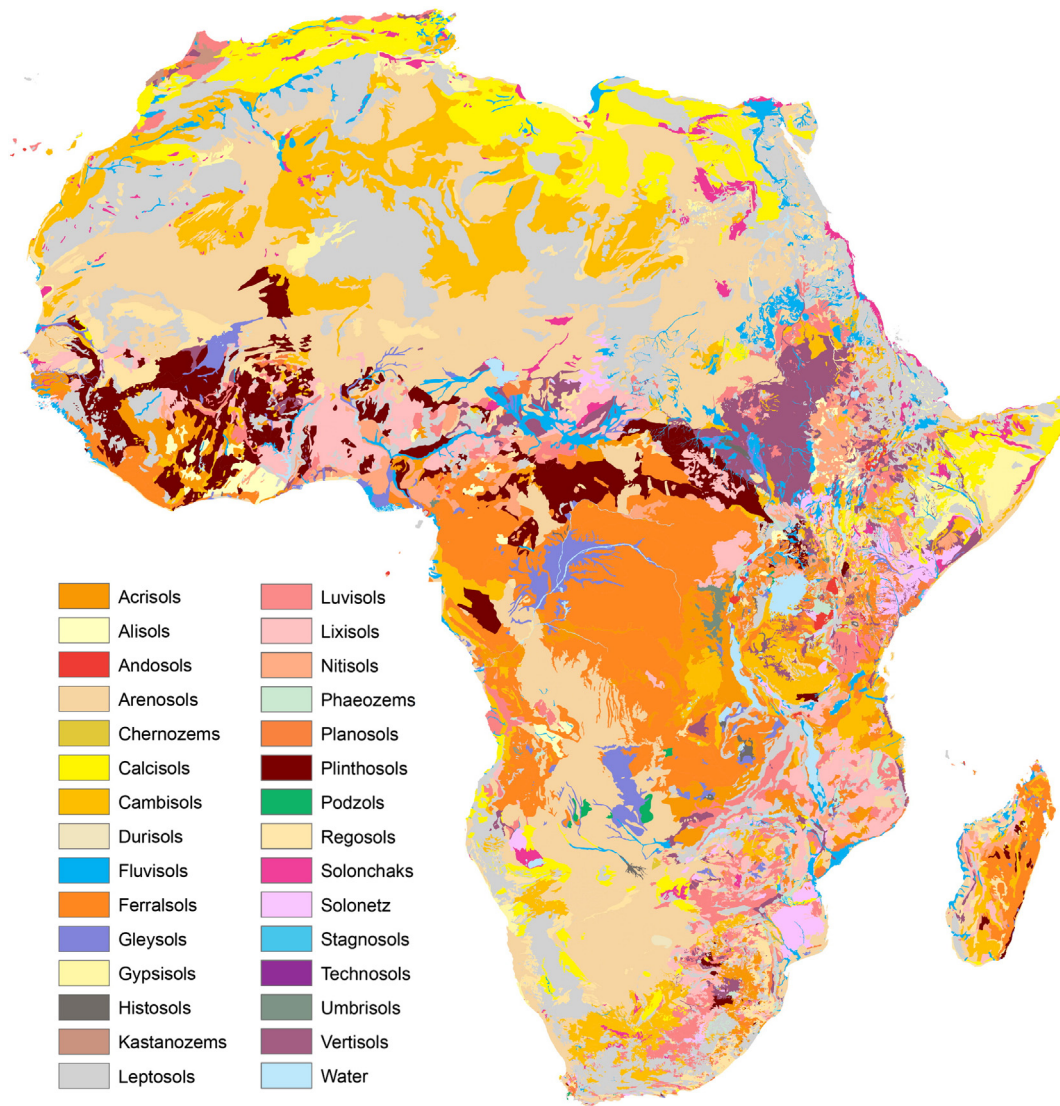 Acrisols
Alisols
Andosols
Arenosols
Chernozems
Calcisols
Cambisols
Durisols
Fluvisols
Ferralsols
Gleysols
Gypsisols
Histosols
Kastanozems
Leptosols
Luvisols
Lixisols
Nitisols
Phaeozems
Planosols
Plinthosols
Podzols
Regosols
Solonchaks
Solonetz
Stagnosols
Technosols
Umbrisols
Vertisols
Water